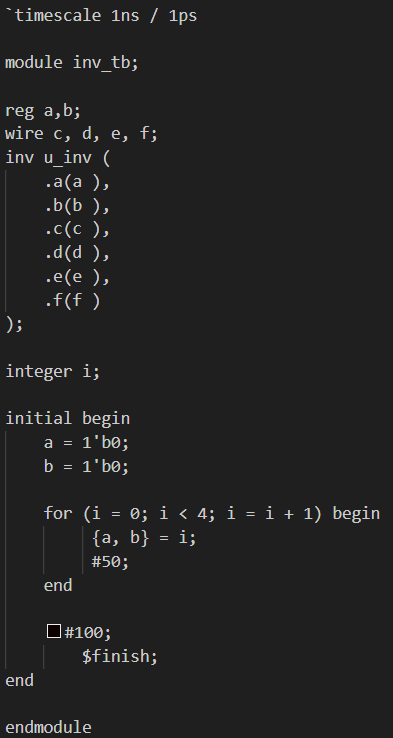 `timescale 1ns / 1ps
module inv_tb;
reg a,b;
wire c, d, e, f;
inv u_inv (
.a(a ),
.b(b ),
.c(c ),
.d(d ),
.e(e ),
.f(f )
);
integer i;
initial begin
a = 1'b0;
b = 1'b0;
for (i = 0; i < 4; i = i + 1) begin
{a, b} = i;
#50;
end
#100;
$finish;
end
endmodule